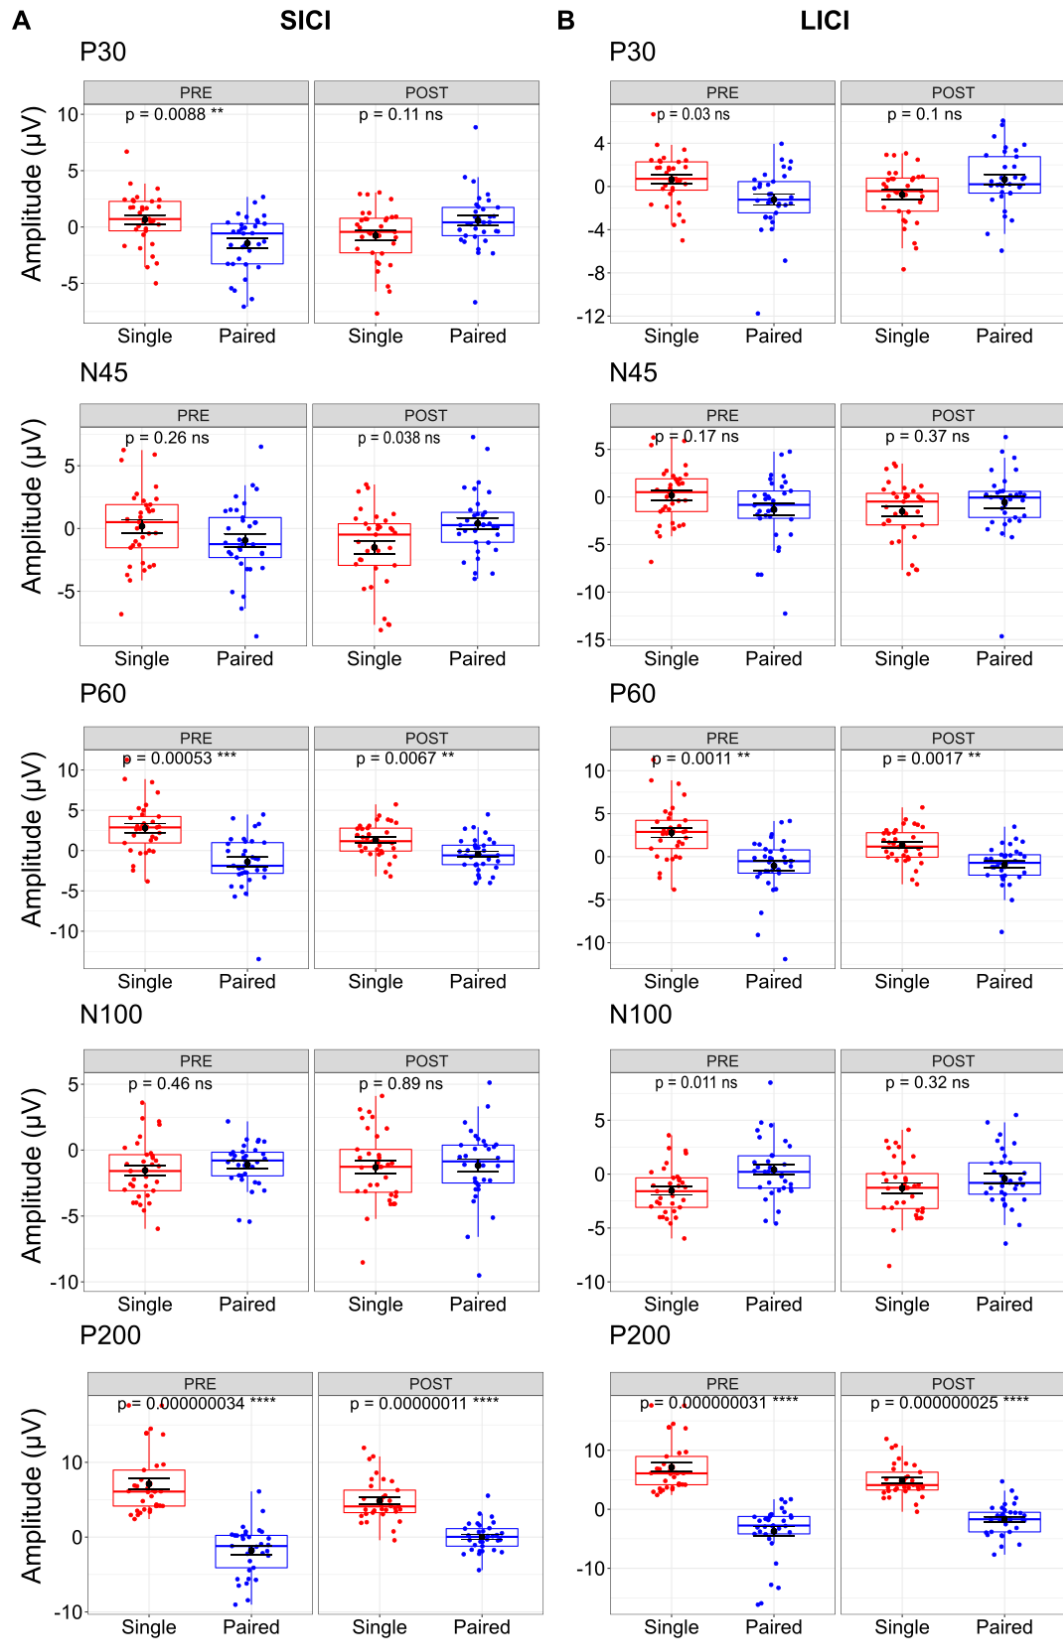 A SICI B LICI
P30 P30
PRE POST PRE POST
p = 0.0088 ** p = 0.11 ns p = 0.03 ns p = 0.1 ns
Amplitude (µV)
10
5
0
-5
4
0
-4
-8
-12
Single Paired Single Paired Single Paired Single Paired
N45 N45
PRE POST PRE POST
p = 0.26 ns p = 0.038 ns p = 0.17 ns p = 0.37 ns
Amplitude (µV)
5
0
-5
5
0
-5
-10
-15
Single Paired Single Paired Single Paired Single Paired
P60 P60
PRE POST PRE POST
p = 0.00053 *** p = 0.0067 ** p = 0.0011 ** p = 0.0017 **
Amplitude (µV)
10
5
0
-5
-10
10
5
0
-5
-10
Single Paired Single Paired Single Paired Single Paired
N100 N100
PRE POST PRE POST
p = 0.46 ns p = 0.89 ns p = 0.011 ns p = 0.32 ns
Amplitude (µV)
5
0
-5
-10
5
0
-5
-10
Single Paired Single Paired Single Paired Single Paired
P200 P200
PRE POST PRE POST
p = 0.000000034 **** p = 0.00000011 **** p = 0.000000031 **** p = 0.000000025 ****
Amplitude (µV)
10
0
-10
10
0
-10
Single Paired Single Paired Single Paired Single Paired